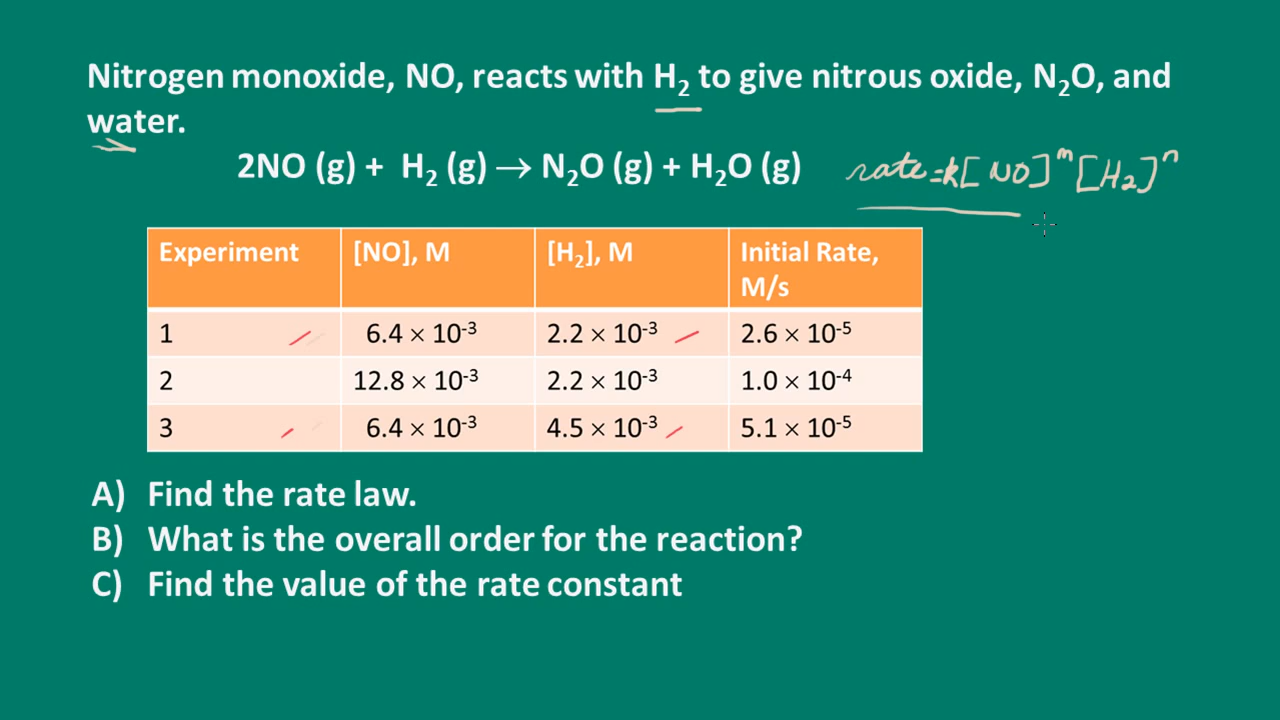 Nitrogen monoxide, NO, reacts with H₂ to give nitrous oxide, N₂O, and
water.
2NO (g) + H₂ (g) → N₂O (g) + H₂O (g)
rate=k[NO]ᵐ[H₂]ⁿ
Experiment [NO], M [H₂], M Initial Rate,
M/s
1 6.4 × 10⁻³ 2.2 × 10⁻³ 2.6 × 10⁻⁵
2 12.8 × 10⁻³ 2.2 × 10⁻³ 1.0 × 10⁻⁴
3 6.4 × 10⁻³ 4.5 × 10⁻³ 5.1 × 10⁻⁵
A) Find the rate law.
B) What is the overall order for the reaction?
C) Find the value of the rate constant